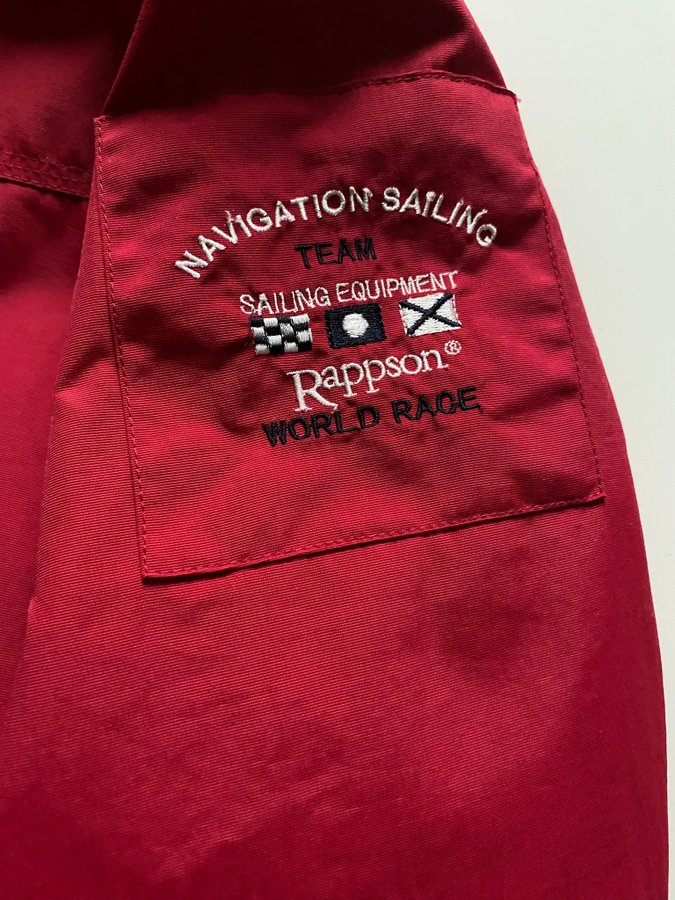 NAVIGATION SAILING
TEAM
SAILING EQUIPMENT
Rappson®
WORLD RACE